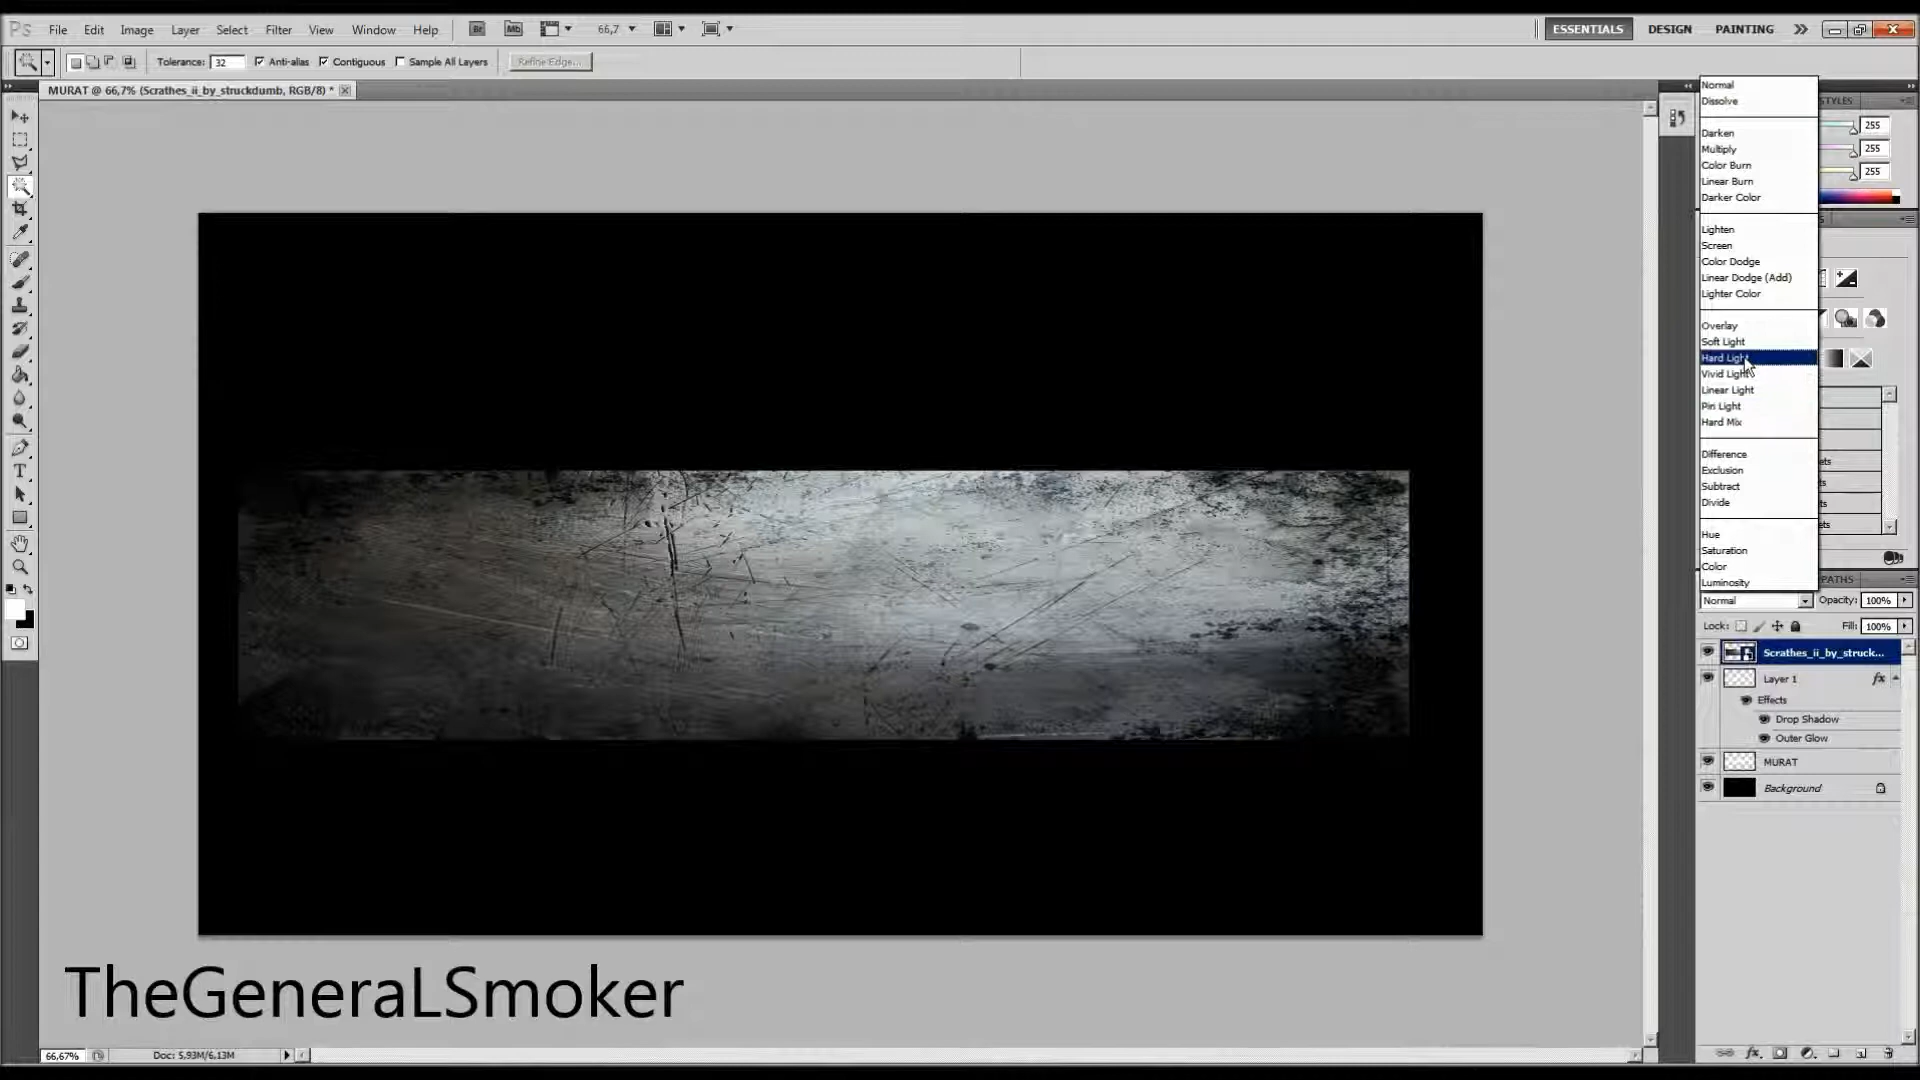 Ps File Edit Image Layer Select Filter View Window Help Br Mb 66,7 ESSENTIALS DESIGN PAINTING
Tolerance: 32 Anti-alias Contiguous Sample All Layers Refine Edge...
MURAT @ 66,7% (Scrathes_ii_by_struckdumb, RGB/8) *
STYLES
255
255
255
Normal
Dissolve
Darken
Multiply
Color Burn
Linear Burn
Darker Color
Lighten
Screen
Color Dodge
Linear Dodge (Add)
Lighter Color
Overlay
Soft Light
Hard Light
Vivid Light
Linear Light
Pin Light
Hard Mix
Difference
Exclusion
Subtract
Divide
Hue
Saturation
Color
Luminosity
PATHS
Normal Opacity: 100%
Lock: Fill: 100%
Scrathes_ii_by_struck...
Layer 1 fx
Effects
Drop Shadow
Outer Glow
MURAT
Background
TheGeneraLSmoker
66,67% Doc: 5,93M/6,13M